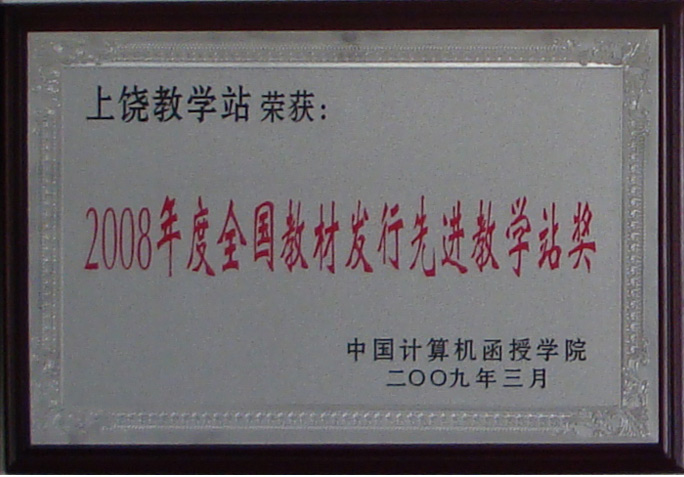 上饶教学站 荣获:
2008年度全国教材发行先进教学站奖
中国计算机函授学院
二〇〇九年三月